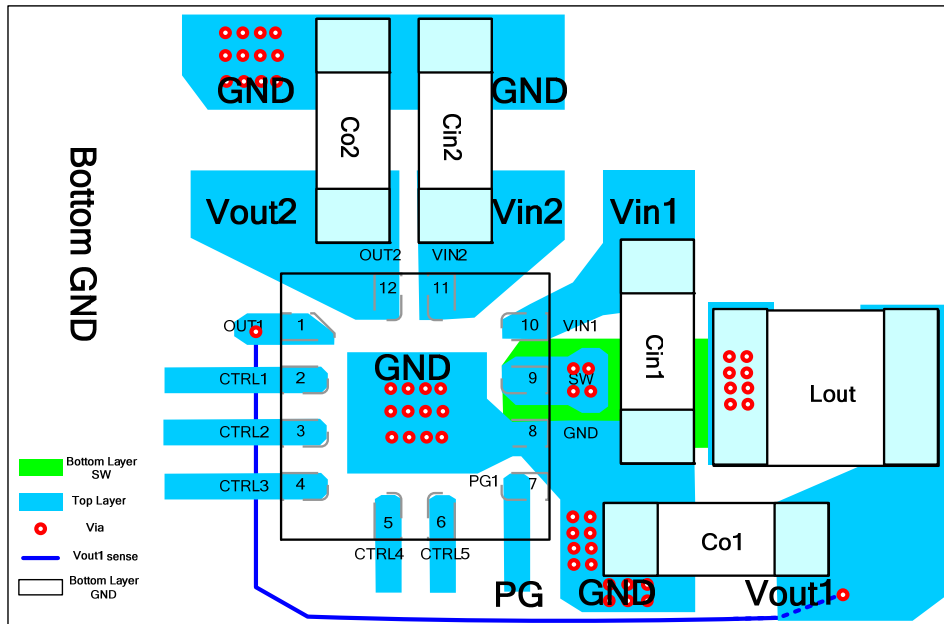 GND
GND
Co2
Cin2
Bottom GND
Vout2
Vin2
Vin1
OUT2
VIN2
12
11
OUT1
1
10
VIN1
Cin1
GND
CTRL1
2
9
SW
Lout
CTRL2
3
8
GND
CTRL3
4
PG1
7
5
6
CTRL4
CTRL5
Co1
PG
GND
Vout1
Bottom Layer
SW
Top Layer
Via
Vout1 sense
Bottom Layer
GND